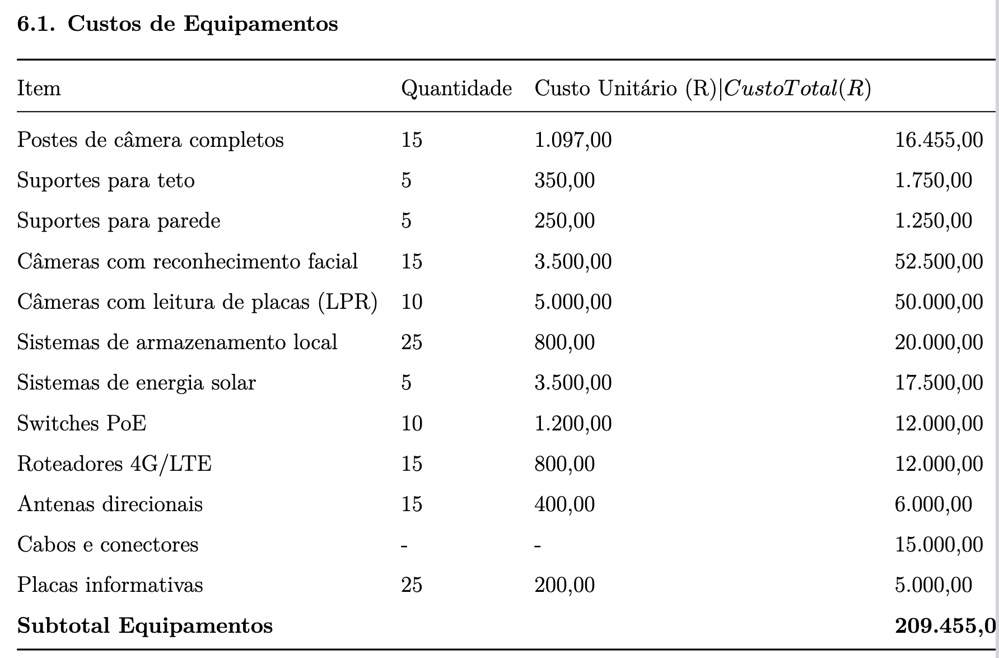 6.1. Custos de Equipamentos
Item Quantidade Custo Unitário (R)|CustoTotal(R)
Postes de câmera completos 15 1.097,00 16.455,00
Suportes para teto 5 350,00 1.750,00
Suportes para parede 5 250,00 1.250,00
Câmeras com reconhecimento facial 15 3.500,00 52.500,00
Câmeras com leitura de placas (LPR) 10 5.000,00 50.000,00
Sistemas de armazenamento local 25 800,00 20.000,00
Sistemas de energia solar 5 3.500,00 17.500,00
Switches PoE 10 1.200,00 12.000,00
Roteadores 4G/LTE 15 800,00 12.000,00
Antenas direcionais 15 400,00 6.000,00
Cabos e conectores - - 15.000,00
Placas informativas 25 200,00 5.000,00
Subtotal Equipamentos 209.455,0